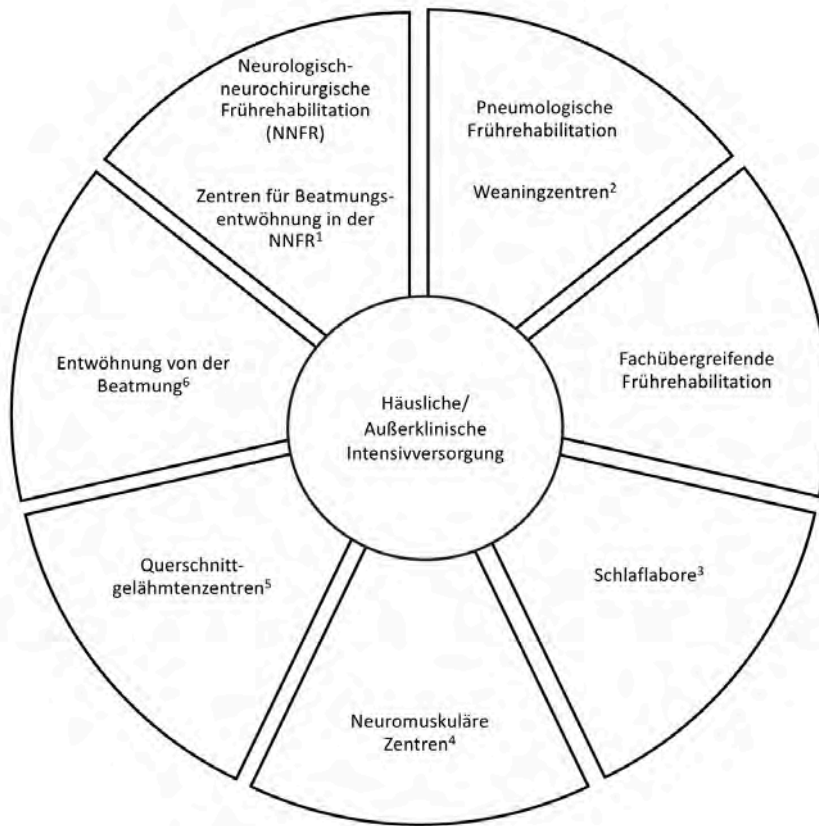 Neurologisch-
neurochirurgische
Frührehabilitation
(NNFR)
Zentren für Beatmungs-
entwöhnung in der
NNFR¹
Pneumologische
Frührehabilitation
Weaningzentren²
Fachübergreifende
Frührehabilitation
Schlaflabore³
Neuromuskuläre
Zentren⁴
Querschnitt-
gelähmtenzentren⁵
Entwöhnung von der
Beatmung⁶
Häusliche/
Außerklinische
Intensivversorgung